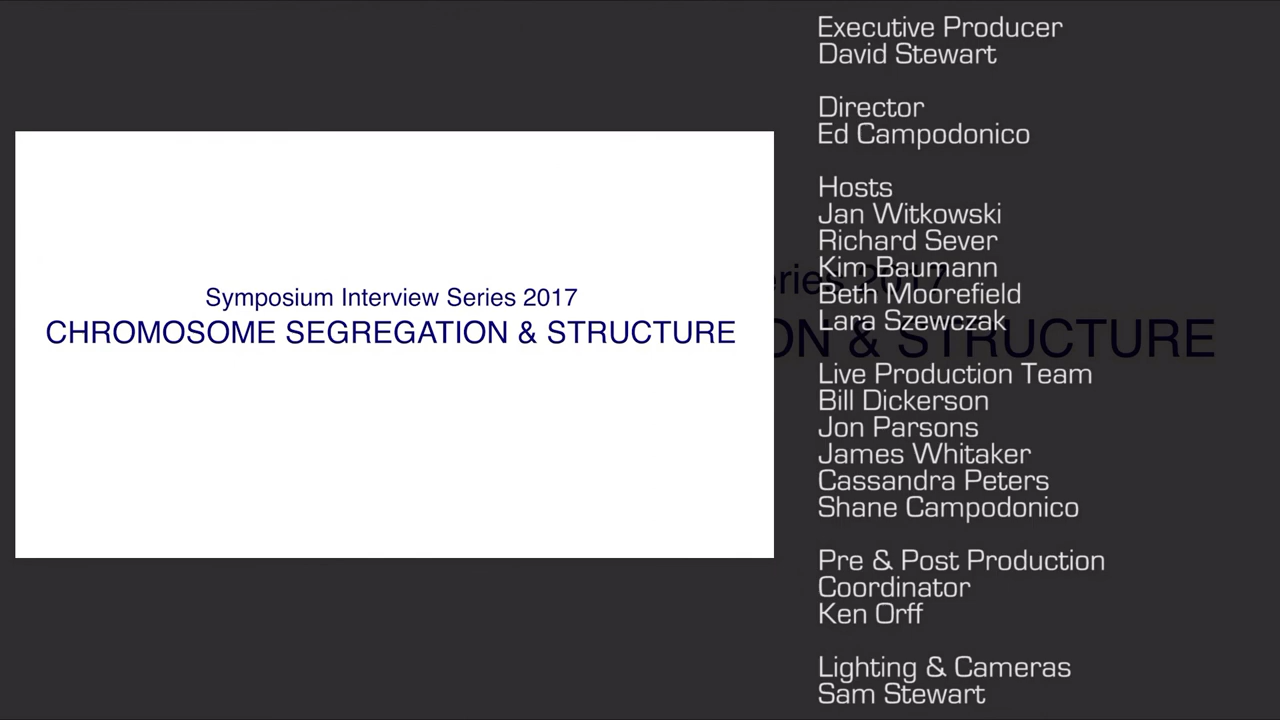 Symposium Interview Series 2017
CHROMOSOME SEGREGATION & STRUCTURE
Executive Producer
David Stewart
Director
Ed Campodonico
Hosts
Jan Witkowski
Richard Sever
Kim Baumann
Beth Moorefield
Lara Szewczak
Live Production Team
Bill Dickerson
Jon Parsons
James Whitaker
Cassandra Peters
Shane Campodonico
Pre & Post Production
Coordinator
Ken Orff
Lighting & Cameras
Sam Stewart
2017
& STRUCTURE